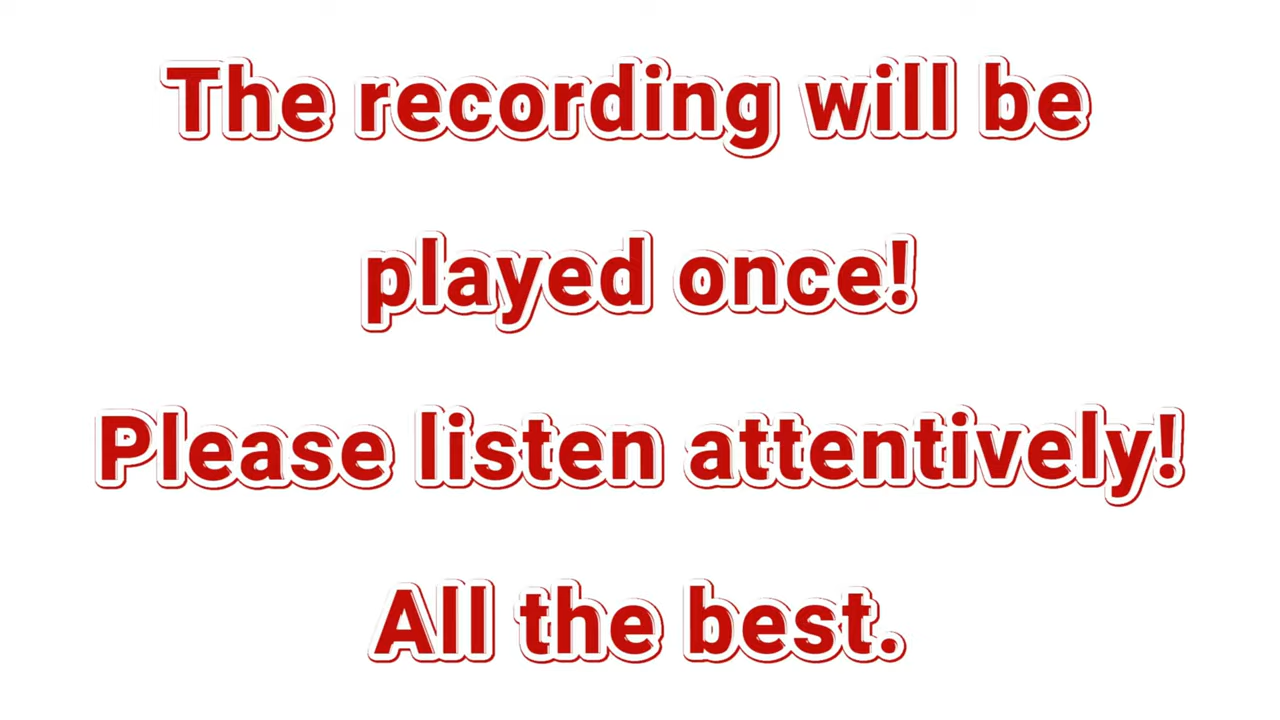 The recording will be
played once!
Please listen attentively!
All the best.